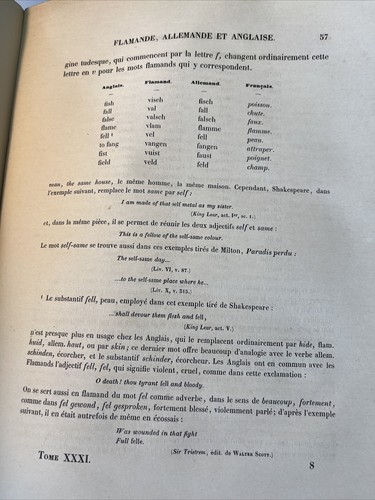 FLAMANDE, ALLEMANDE ET ANGLAISE. 57
gine tudesque, qui commencent par la lettre f, changent ordinairement cette
lettre en v pour les mots flamands qui y correspondent.
Anglais. Flamand. Allemand. Français.
fish visch fisch poisson.
fall val fall chute.
false valsch falsch faux.
flame vlam flamme flamme.
fell ¹ vel fell peau.
to fang vangen fangen attraper.
fist vuist faust poignet.
field veld feld champ.
man, the same house, le même homme, la même maison. Cependant, Shakespeare, dans
l'exemple suivant, remplace le mot same par self:
I am made of that self metal as my sister.
(King Lear, act. Iᵉʳ, sc. 1.)
et, dans la même pièce, il se permet de réunir les deux adjectifs self et same :
This is a fellow of the self-same colour.
Le mot self-same se trouve aussi dans ces exemples tirés de Milton, Paradis perdu :
The self-same day...
(Liv. VI, v. 87.)
...to the self-same place where he...
(Liv. X, v. 315.)
¹ Le substantif fell, peau, employé dans cet exemple tiré de Shakespeare :
...shall devour them flesh and fell,
(King Lear, act. V.)
n'est presque plus en usage chez les Anglais, qui le remplacent ordinairement par hide, flam.
huid, allem. haut, ou par skin; ce dernier mot offre beaucoup d'analogie avec le verbe allem.
schinden, écorcher, et le substantif schinder, écorcheur. Les Anglais ont en commun avec les
Flamands l'adjectif fell, fel, qui signifie violent, cruel, comme dans cette exclamation :
O death! thou tyrant fell and bloody.
On se sert aussi en flamand du mot fel comme adverbe, dans le sens de beaucoup, fortement,
comme dans fel gewond, fel gesproken, fortement blessé, violemment parlé; d'après l'exemple
suivant, il en était autrefois de même en écossais :
Was wounded in that fight
Full felle.
(Sir Tristrem, édit. de Walter Scott.)
TOME XXXI. 8